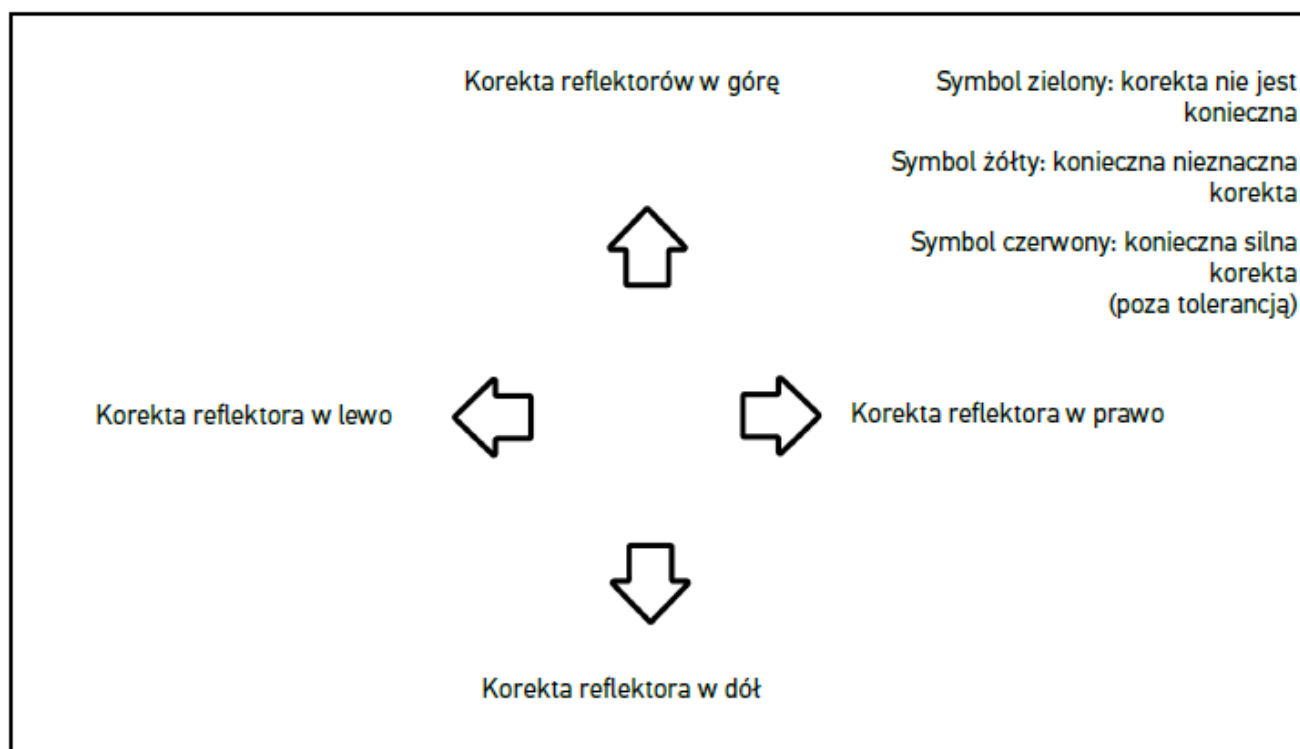 Korekta reflektorów w górę
Symbol zielony: korekta nie jest
konieczna
Symbol żółty: konieczna nieznaczna
korekta
Symbol czerwony: konieczna silna
korekta
(poza tolerancją)
Korekta reflektora w lewo
Korekta reflektora w prawo
Korekta reflektora w dół